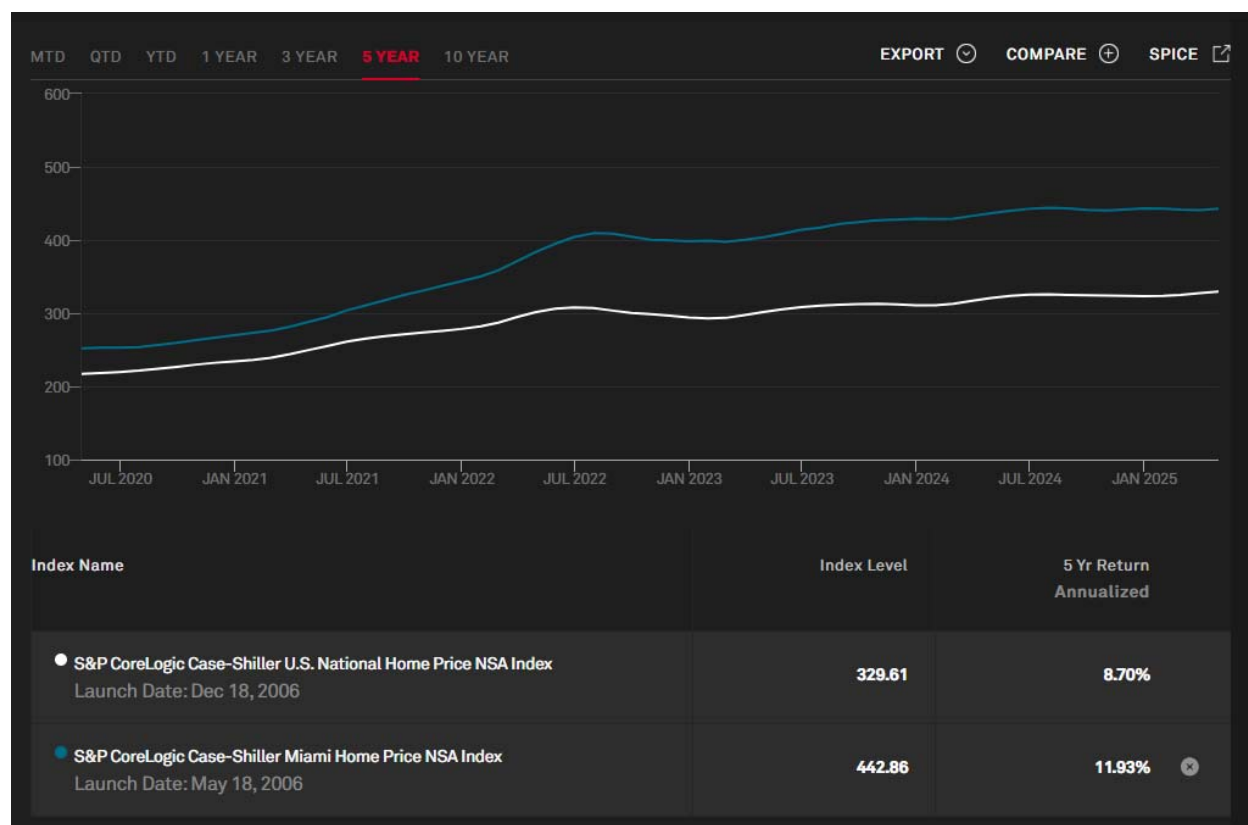 MTD QTD YTD 1 YEAR 3 YEAR 5 YEAR 10 YEAR EXPORT COMPARE SPICE
600
500
400
300
200
100
JUL 2020 JAN 2021 JUL 2021 JAN 2022 JUL 2022 JAN 2023 JUL 2023 JAN 2024 JUL 2024 JAN 2025
Index Name Index Level 5 Yr Return
Annualized
S&P CoreLogic Case-Shiller U.S. National Home Price NSA Index 329.61 8.70%
Launch Date: Dec 18, 2006
S&P CoreLogic Case-Shiller Miami Home Price NSA Index 442.86 11.93%
Launch Date: May 18, 2006